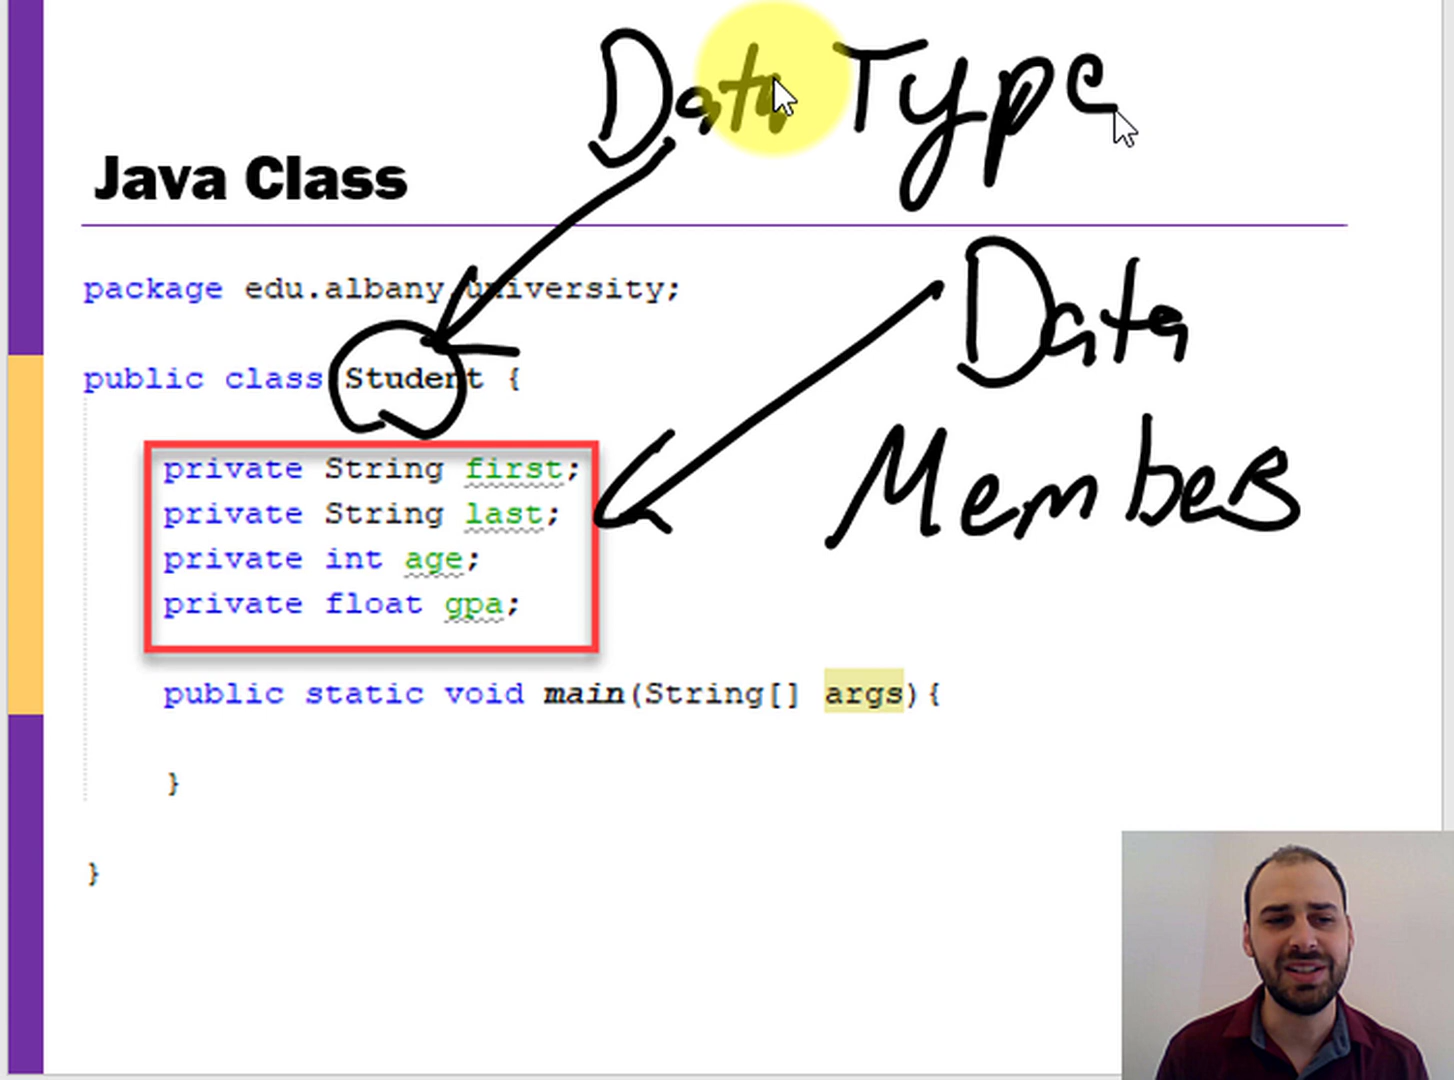 Data Type
Java Class
package edu.albany.university;
Data
Members
public class Student {
private String first;
private String last;
private int age;
private float gpa;
public static void main(String[] args){
}
}